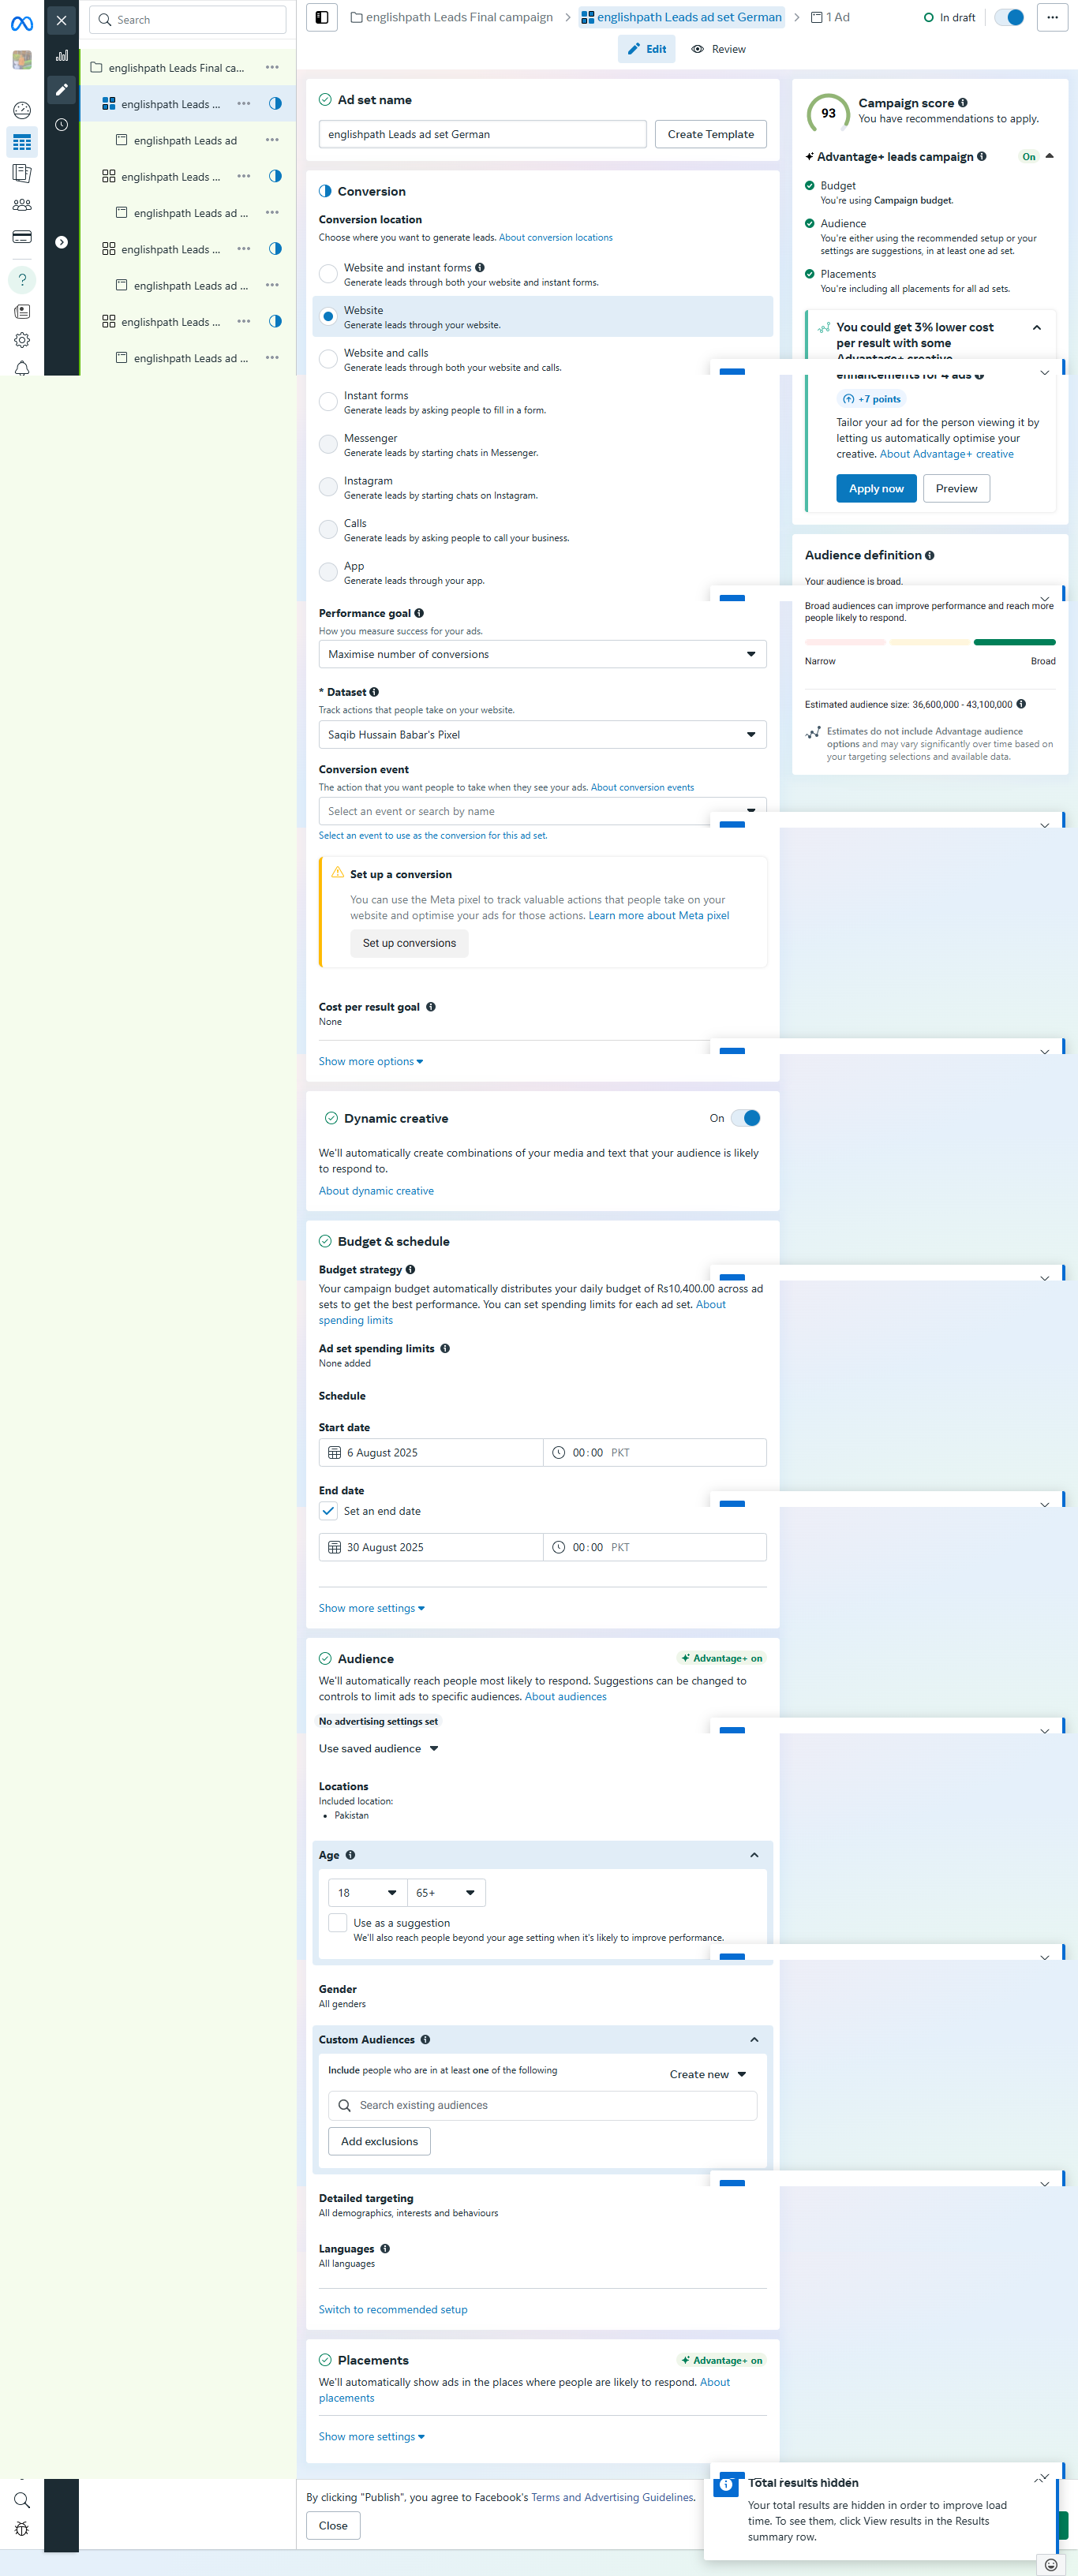 Search
englishpath Leads Final campaign
englishpath Leads ad set German
1 Ad
In draft
Edit
Review
englishpath Leads Final ca...
englishpath Leads ...
englishpath Leads ad
englishpath Leads ...
englishpath Leads ad ...
englishpath Leads ...
englishpath Leads ad ...
englishpath Leads ...
englishpath Leads ad ...
Ad set name
englishpath Leads ad set German
Create Template
Conversion
Conversion location
Choose where you want to generate leads. About conversion locations
Website and instant forms
Generate leads through both your website and instant forms.
Website
Generate leads through your website.
Website and calls
Generate leads through both your website and calls.
Instant forms
Generate leads by asking people to fill in a form.
Messenger
Generate leads by starting chats in Messenger.
Instagram
Generate leads by starting chats on Instagram.
Calls
Generate leads by asking people to call your business.
App
Generate leads through your app.
Performance goal
How you measure success for your ads.
Maximise number of conversions
* Dataset
Track actions that people take on your website.
Saqib Hussain Babar's Pixel
Conversion event
The action that you want people to take when they see your ads. About conversion events
Select an event or search by name
Select an event to use as the conversion for this ad set.
Set up a conversion
You can use the Meta pixel to track valuable actions that people take on your
website and optimise your ads for those actions. Learn more about Meta pixel
Set up conversions
Cost per result goal
None
Show more options
Dynamic creative
On
We'll automatically create combinations of your media and text that your audience is likely
to respond to.
About dynamic creative
Budget & schedule
Budget strategy
Your campaign budget automatically distributes your daily budget of Rs10,400.00 across ad
sets to get the best performance. You can set spending limits for each ad set. About
spending limits
Ad set spending limits
None added
Schedule
Start date
6 August 2025
00:00 PKT
End date
Set an end date
30 August 2025
00:00 PKT
Show more settings
Audience
Advantage+ on
We'll automatically reach people most likely to respond. Suggestions can be changed to
controls to limit ads to specific audiences. About audiences
No advertising settings set
Use saved audience
Locations
Included location:
• Pakistan
Age
18
65+
Use as a suggestion
We'll also reach people beyond your age setting when it's likely to improve performance.
Gender
All genders
Custom Audiences
Include people who are in at least one of the following
Create new
Search existing audiences
Add exclusions
Detailed targeting
All demographics, interests and behaviours
Languages
All languages
Switch to recommended setup
Placements
Advantage+ on
We'll automatically show ads in the places where people are likely to respond. About
placements
Show more settings
93
Campaign score
You have recommendations to apply.
Advantage+ leads campaign
On
Budget
You're using Campaign budget.
Audience
You're either using the recommended setup or your
settings are suggestions, in at least one ad set.
Placements
You're including all placements for all ad sets.
You could get 3% lower cost
per result with some
Advantage+ creative
enhancements for 4 ads
+7 points
Tailor your ad for the person viewing it by
letting us automatically optimise your
creative. About Advantage+ creative
Apply now
Preview
Audience definition
Your audience is broad.
Broad audiences can improve performance and reach more
people likely to respond.
Narrow
Broad
Estimated audience size: 36,600,000 - 43,100,000
Estimates do not include Advantage audience
options and may vary significantly over time based on
your targeting selections and available data.
By clicking "Publish", you agree to Facebook's Terms and Advertising Guidelines.
Close
Total results hidden
Your total results are hidden in order to improve load
time. To see them, click View results in the Results
summary row.